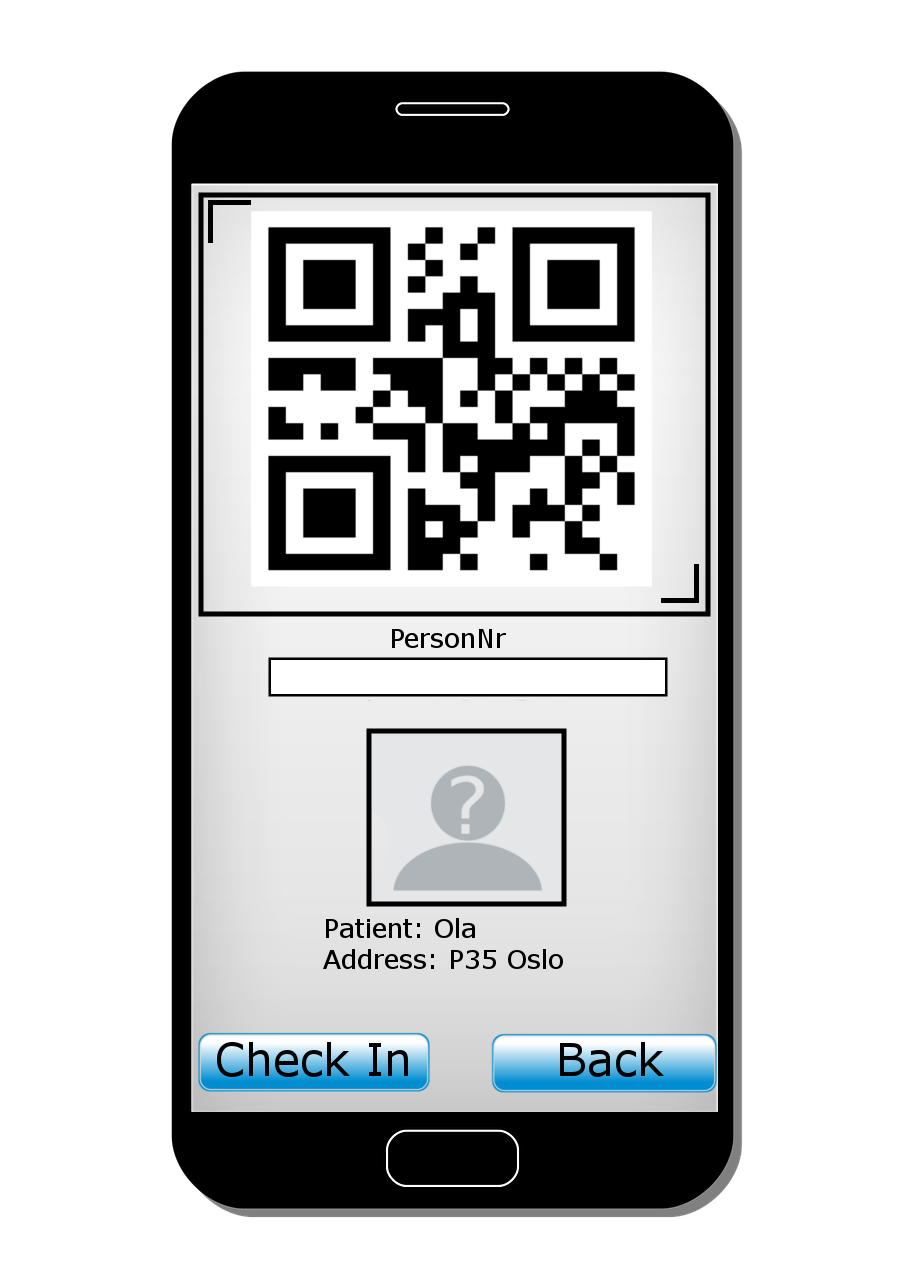 PersonNr
?
Patient: Ola
Address: P35 Oslo
Check In
Back